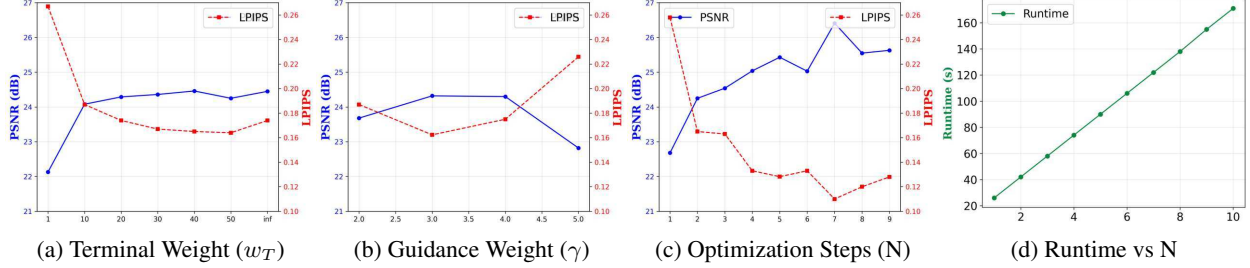 27
26
25
24
23
22
21
PSNR (dB)
LPIPS
0.26
0.24
0.22
0.20
0.18
0.16
0.14
0.12
0.10
LPIPS
1 10 20 30 40 50 inf
(a) Terminal Weight (w_T)
27
26
25
24
23
22
21
PSNR (dB)
LPIPS
0.26
0.24
0.22
0.20
0.18
0.16
0.14
0.12
0.10
LPIPS
2.0 2.5 3.0 3.5 4.0 4.5 5.0
(b) Guidance Weight (γ)
27
26
25
24
23
22
21
PSNR (dB)
PSNR
LPIPS
0.26
0.24
0.22
0.20
0.18
0.16
0.14
0.12
0.10
LPIPS
1 2 3 4 5 6 7 8 9
(c) Optimization Steps (N)
160
140
120
100
80
60
40
20
Runtime (s)
Runtime
2 4 6 8 10
(d) Runtime vs N